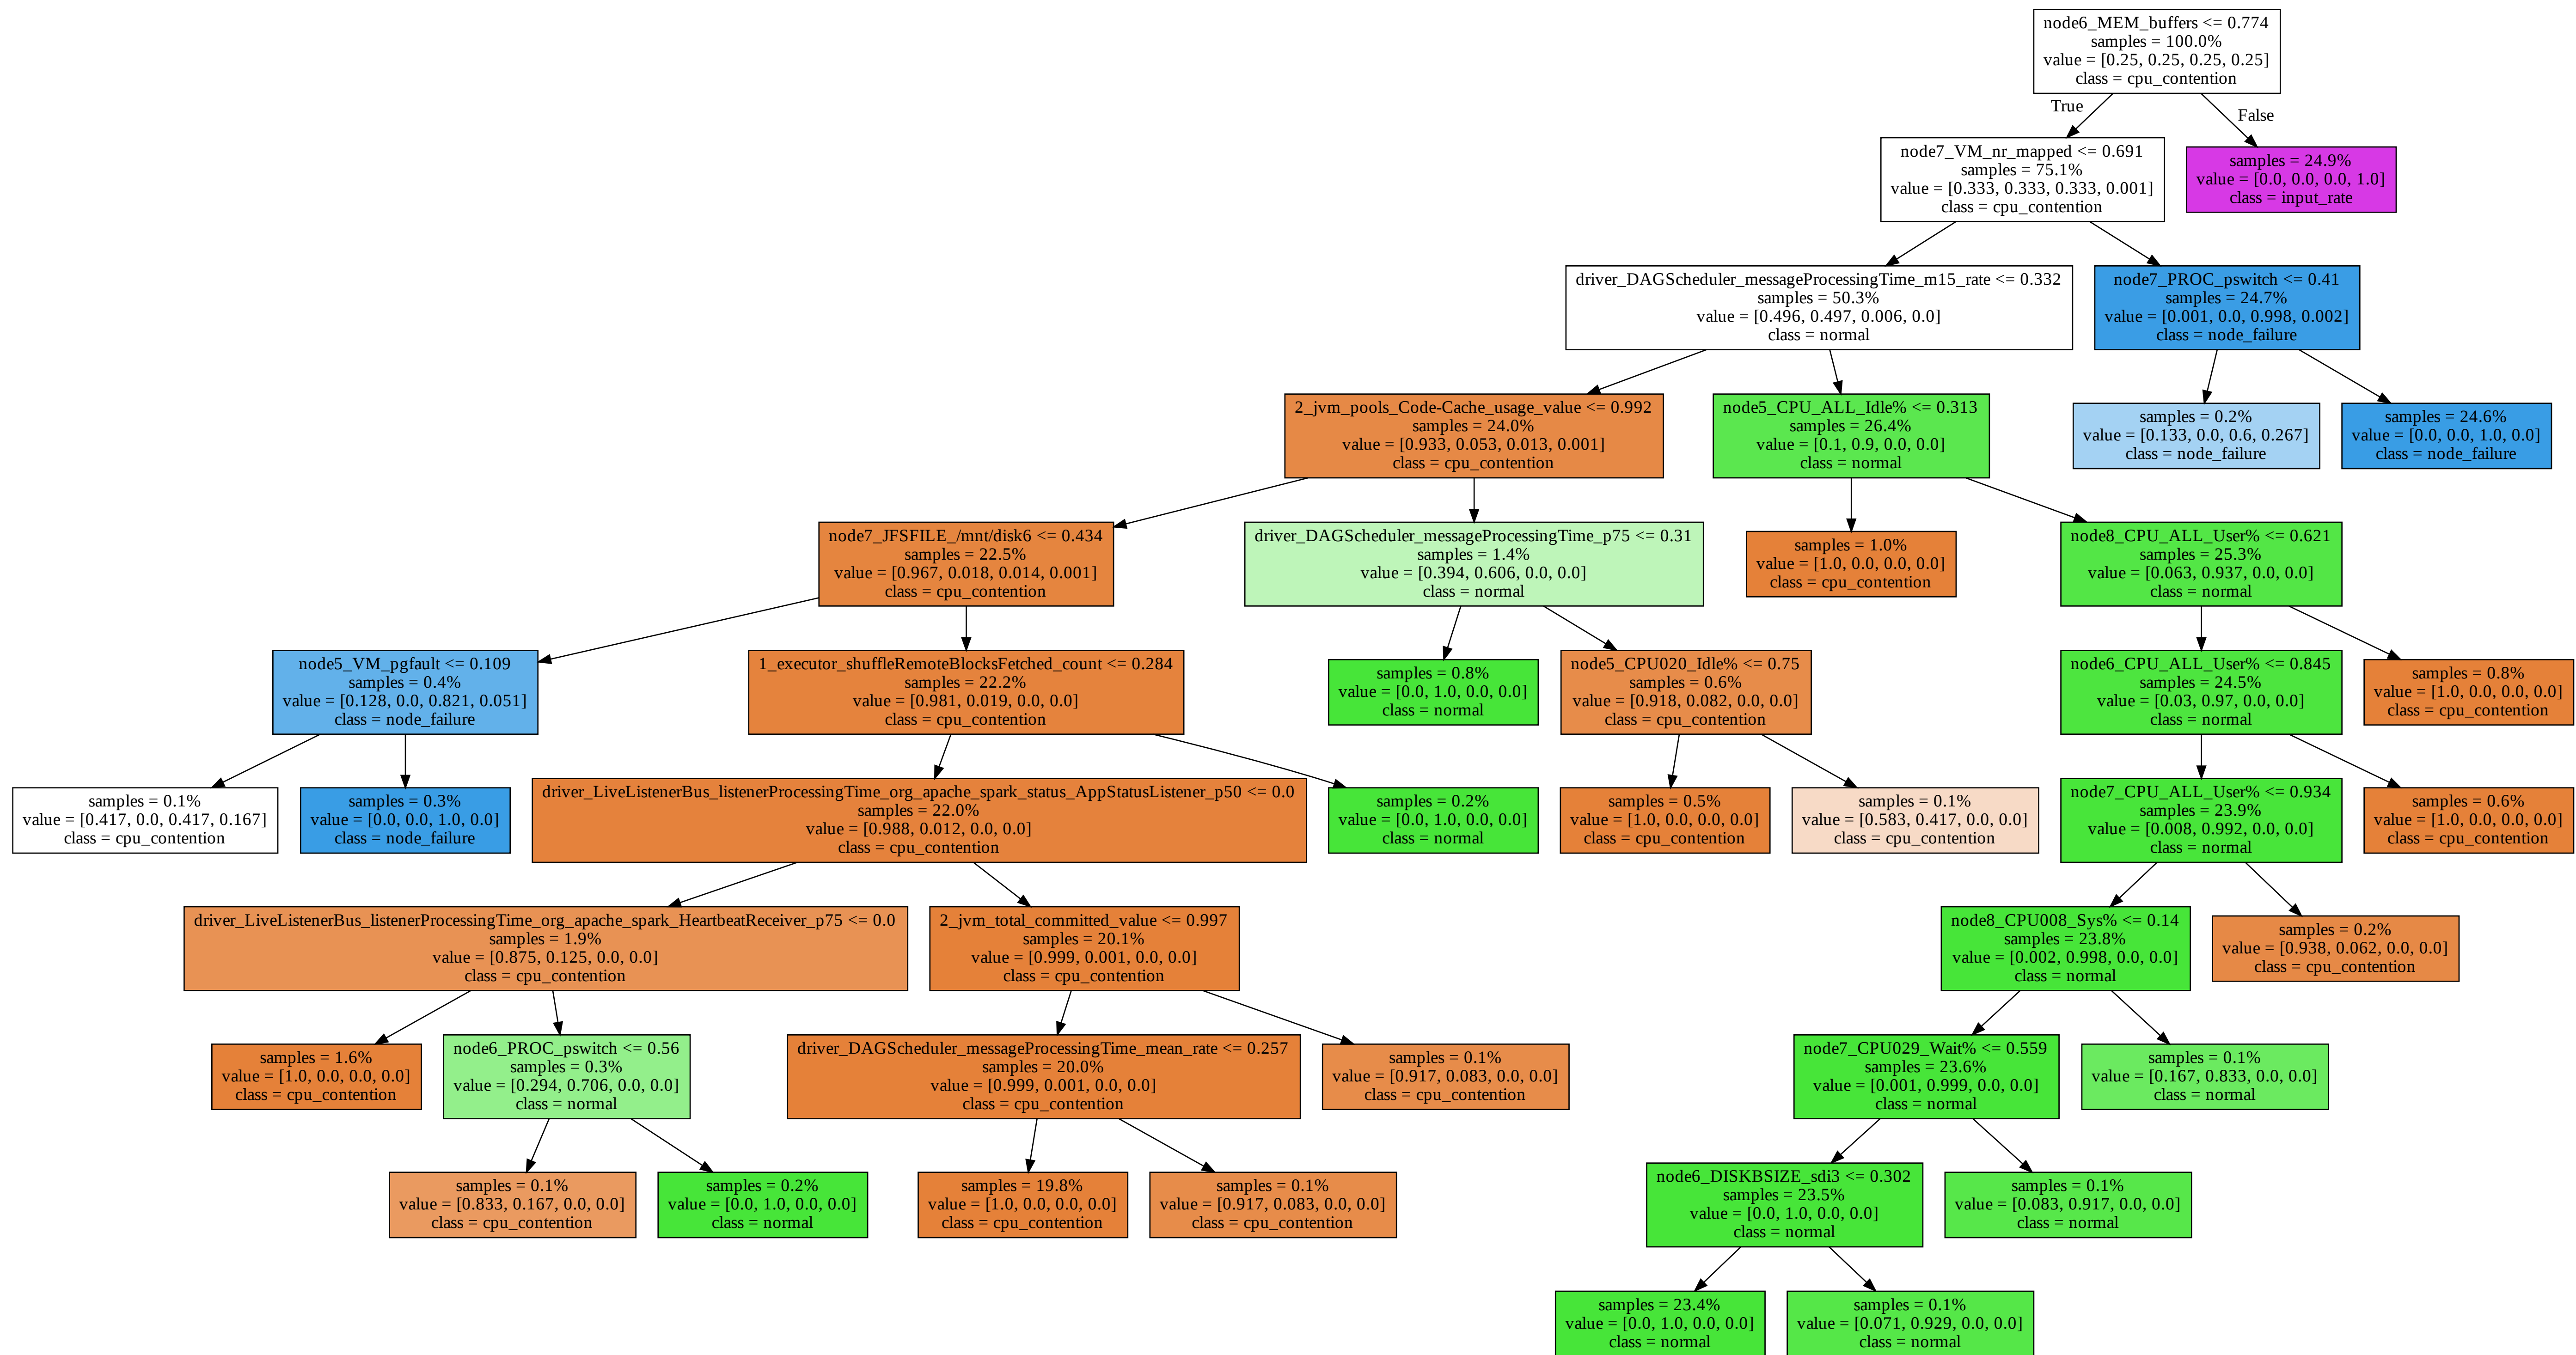 node6_MEM_buffers <= 0.774
samples = 100.0%
value = [0.25, 0.25, 0.25, 0.25]
class = cpu_contention
True
False
node7_VM_nr_mapped <= 0.691
samples = 75.1%
value = [0.333, 0.333, 0.333, 0.001]
class = cpu_contention
samples = 24.9%
value = [0.0, 0.0, 0.0, 1.0]
class = input_rate
driver_DAGScheduler_messageProcessingTime_m15_rate <= 0.332
samples = 50.3%
value = [0.496, 0.497, 0.006, 0.0]
class = normal
node7_PROC_pswitch <= 0.41
samples = 24.7%
value = [0.001, 0.0, 0.998, 0.002]
class = node_failure
2_jvm_pools_Code-Cache_usage_value <= 0.992
samples = 24.0%
value = [0.933, 0.053, 0.013, 0.001]
class = cpu_contention
node5_CPU_ALL_Idle% <= 0.313
samples = 26.4%
value = [0.1, 0.9, 0.0, 0.0]
class = normal
samples = 0.2%
value = [0.133, 0.0, 0.6, 0.267]
class = node_failure
samples = 24.6%
value = [0.0, 0.0, 1.0, 0.0]
class = node_failure
node7_JFSFILE_/mnt/disk6 <= 0.434
samples = 22.5%
value = [0.967, 0.018, 0.014, 0.001]
class = cpu_contention
driver_DAGScheduler_messageProcessingTime_p75 <= 0.31
samples = 1.4%
value = [0.394, 0.606, 0.0, 0.0]
class = normal
samples = 1.0%
value = [1.0, 0.0, 0.0, 0.0]
class = cpu_contention
node8_CPU_ALL_User% <= 0.621
samples = 25.3%
value = [0.063, 0.937, 0.0, 0.0]
class = normal
node5_VM_pgfault <= 0.109
samples = 0.4%
value = [0.128, 0.0, 0.821, 0.051]
class = node_failure
1_executor_shuffleRemoteBlocksFetched_count <= 0.284
samples = 22.2%
value = [0.981, 0.019, 0.0, 0.0]
class = cpu_contention
samples = 0.8%
value = [0.0, 1.0, 0.0, 0.0]
class = normal
node5_CPU020_Idle% <= 0.75
samples = 0.6%
value = [0.918, 0.082, 0.0, 0.0]
class = cpu_contention
node6_CPU_ALL_User% <= 0.845
samples = 24.5%
value = [0.03, 0.97, 0.0, 0.0]
class = normal
samples = 0.8%
value = [1.0, 0.0, 0.0, 0.0]
class = cpu_contention
samples = 0.1%
value = [0.417, 0.0, 0.417, 0.167]
class = cpu_contention
samples = 0.3%
value = [0.0, 0.0, 1.0, 0.0]
class = node_failure
driver_LiveListenerBus_listenerProcessingTime_org_apache_spark_status_AppStatusListener_p50 <= 0.0
samples = 22.0%
value = [0.988, 0.012, 0.0, 0.0]
class = cpu_contention
samples = 0.2%
value = [0.0, 1.0, 0.0, 0.0]
class = normal
samples = 0.5%
value = [1.0, 0.0, 0.0, 0.0]
class = cpu_contention
samples = 0.1%
value = [0.583, 0.417, 0.0, 0.0]
class = cpu_contention
node7_CPU_ALL_User% <= 0.934
samples = 23.9%
value = [0.008, 0.992, 0.0, 0.0]
class = normal
samples = 0.6%
value = [1.0, 0.0, 0.0, 0.0]
class = cpu_contention
driver_LiveListenerBus_listenerProcessingTime_org_apache_spark_HeartbeatReceiver_p75 <= 0.0
samples = 1.9%
value = [0.875, 0.125, 0.0, 0.0]
class = cpu_contention
2_jvm_total_committed_value <= 0.997
samples = 20.1%
value = [0.999, 0.001, 0.0, 0.0]
class = cpu_contention
node8_CPU008_Sys% <= 0.14
samples = 23.8%
value = [0.002, 0.998, 0.0, 0.0]
class = normal
samples = 0.2%
value = [0.938, 0.062, 0.0, 0.0]
class = cpu_contention
samples = 1.6%
value = [1.0, 0.0, 0.0, 0.0]
class = cpu_contention
node6_PROC_pswitch <= 0.56
samples = 0.3%
value = [0.294, 0.706, 0.0, 0.0]
class = normal
driver_DAGScheduler_messageProcessingTime_mean_rate <= 0.257
samples = 20.0%
value = [0.999, 0.001, 0.0, 0.0]
class = cpu_contention
samples = 0.1%
value = [0.917, 0.083, 0.0, 0.0]
class = cpu_contention
node7_CPU029_Wait% <= 0.559
samples = 23.6%
value = [0.001, 0.999, 0.0, 0.0]
class = normal
samples = 0.1%
value = [0.167, 0.833, 0.0, 0.0]
class = normal
samples = 0.1%
value = [0.833, 0.167, 0.0, 0.0]
class = cpu_contention
samples = 0.2%
value = [0.0, 1.0, 0.0, 0.0]
class = normal
samples = 19.8%
value = [1.0, 0.0, 0.0, 0.0]
class = cpu_contention
samples = 0.1%
value = [0.917, 0.083, 0.0, 0.0]
class = cpu_contention
node6_DISKBSIZE_sdi3 <= 0.302
samples = 23.5%
value = [0.0, 1.0, 0.0, 0.0]
class = normal
samples = 0.1%
value = [0.083, 0.917, 0.0, 0.0]
class = normal
samples = 23.4%
value = [0.0, 1.0, 0.0, 0.0]
class = normal
samples = 0.1%
value = [0.071, 0.929, 0.0, 0.0]
class = normal